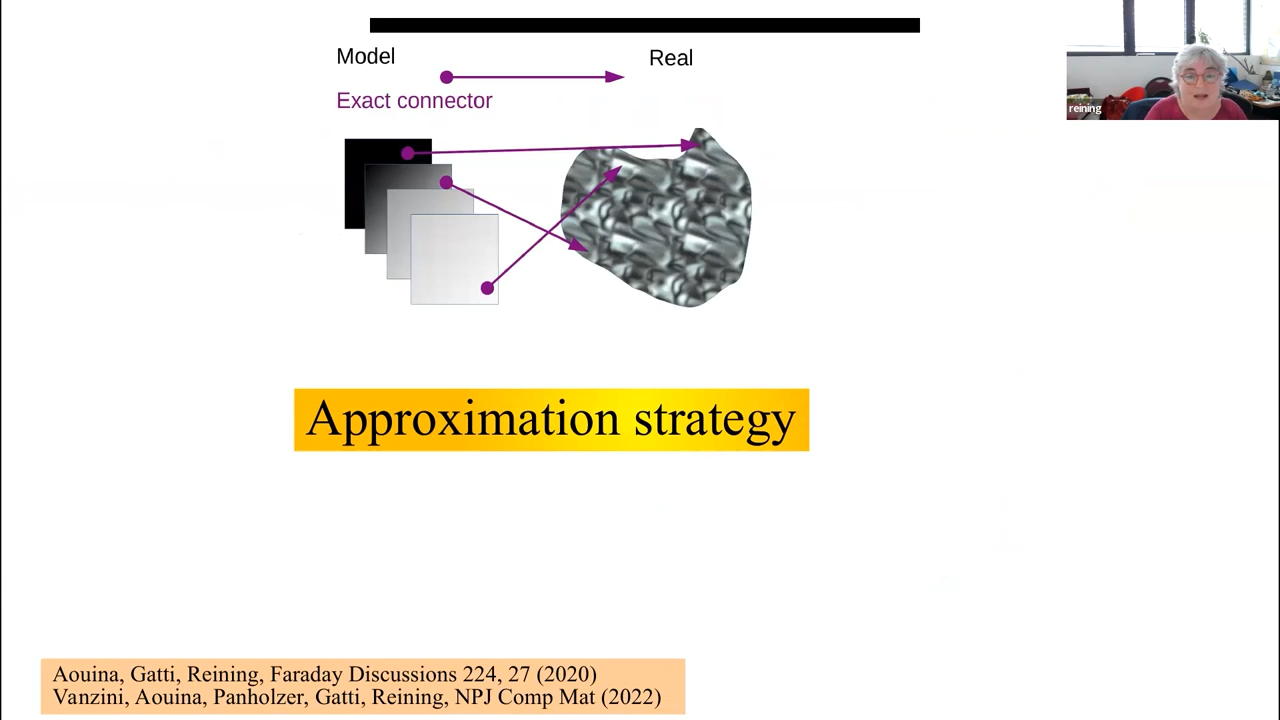 Model
Real
Exact connector
reining
Approximation strategy
Aouina, Gatti, Reining, Faraday Discussions 224, 27 (2020)
Vanzini, Aouina, Panholzer, Gatti, Reining, NPJ Comp Mat (2022)